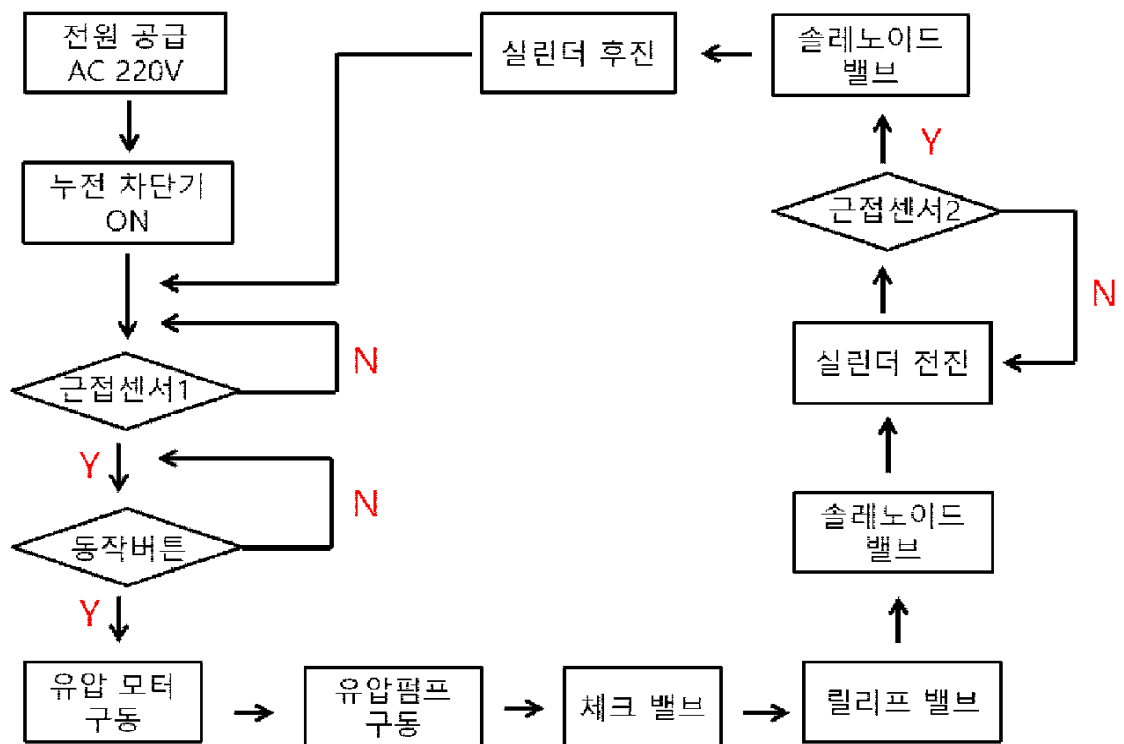 전원 공급
AC 220V
누전 차단기
ON
근접센서1
N
Y
동작버튼
N
Y
유압 모터
구동
유압펌프
구동
체크 밸브
릴리프 밸브
솔레노이드
밸브
실린더 전진
근접센서2
N
Y
솔레노이드
밸브
실린더 후진